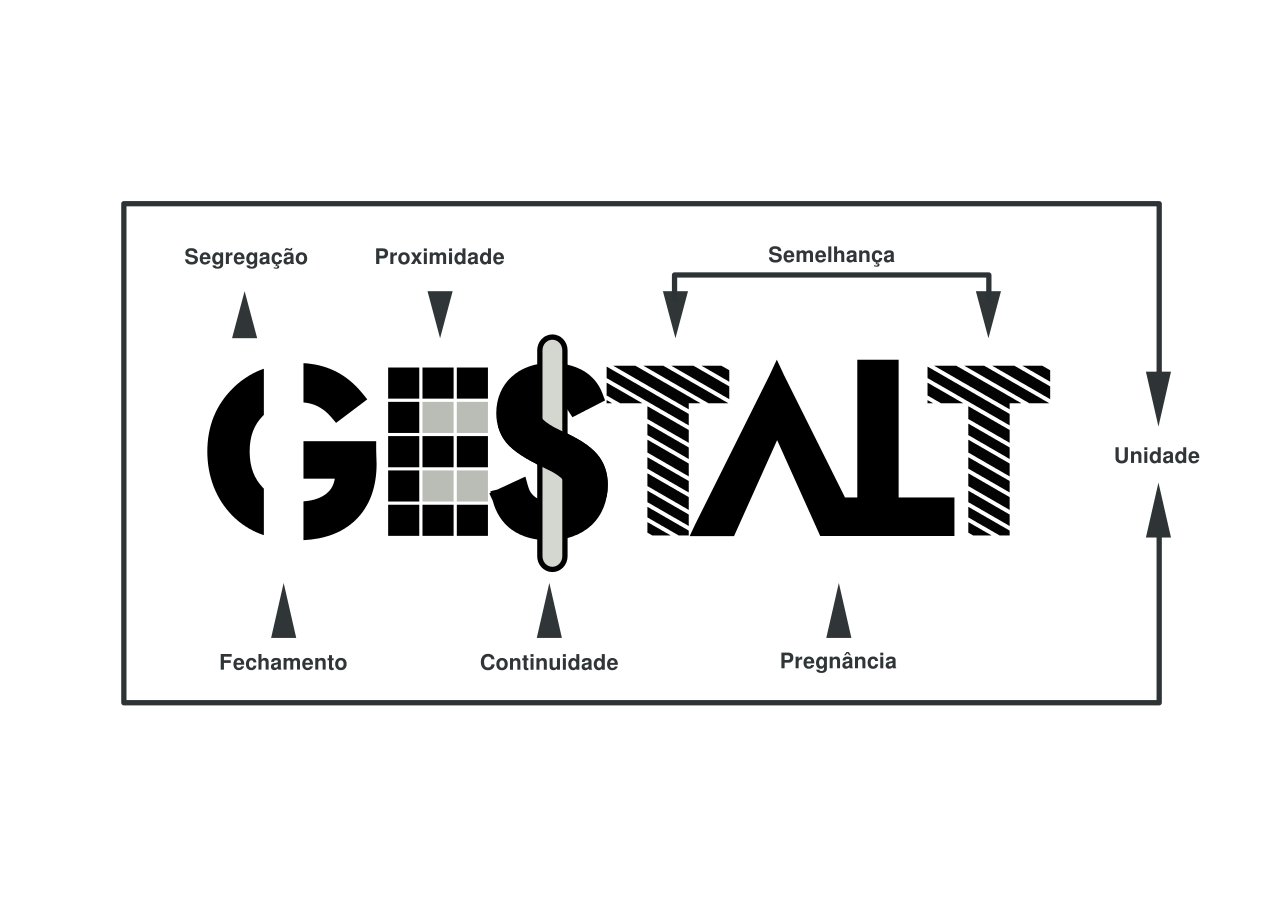 Segregação
Proximidade
Semelhança
GESTALT
Unidade
Fechamento
Continuidade
Pregnância